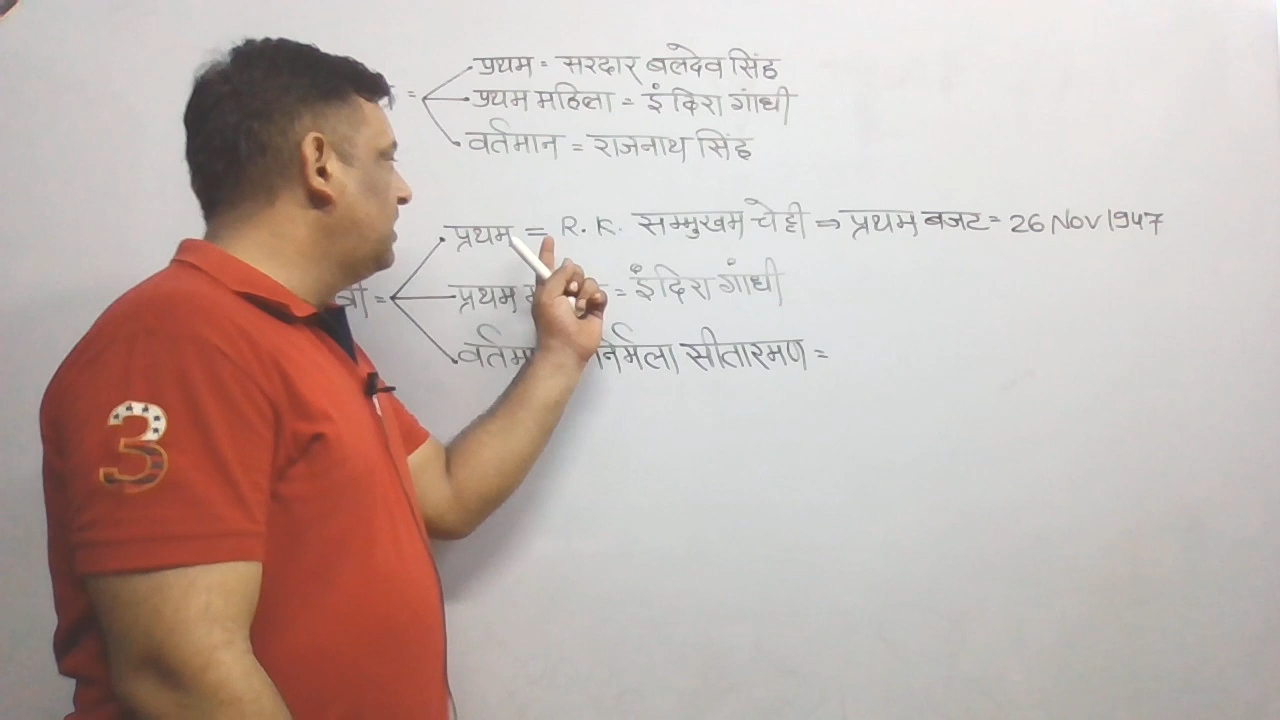 प्रथम = सरदार बलदेव सिंह
= प्रथम महिला = इंदिरा गांधी
वर्तमान = राजनाथ सिंह
प्रथम = R. K. सम्मुखम चेट्टी ⇒ प्रथम बजट = 26 Nov 1947
त्री = प्रथम = इंदिरा गांधी
निर्मला सीतारमण =
3